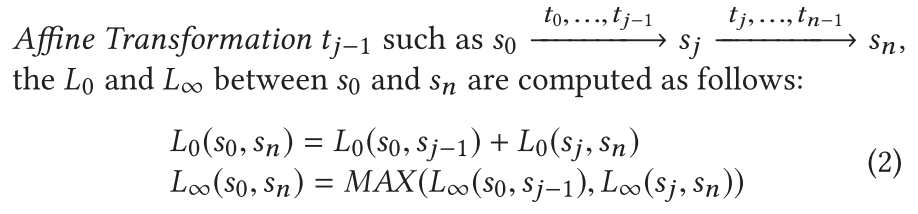 Affine Transformation t_{j−1} such as s_0 \xrightarrow{t_0,…,t_{j−1}} s_j \xrightarrow{t_j,…,t_{n−1}} s_n,
the L_0 and L_∞ between s_0 and s_n are computed as follows:
L_0(s_0, s_n) = L_0(s_0, s_{j−1}) + L_0(s_j, s_n)
L_∞(s_0, s_n) = MAX(L_∞(s_0, s_{j−1}), L_∞(s_j, s_n))
(2)